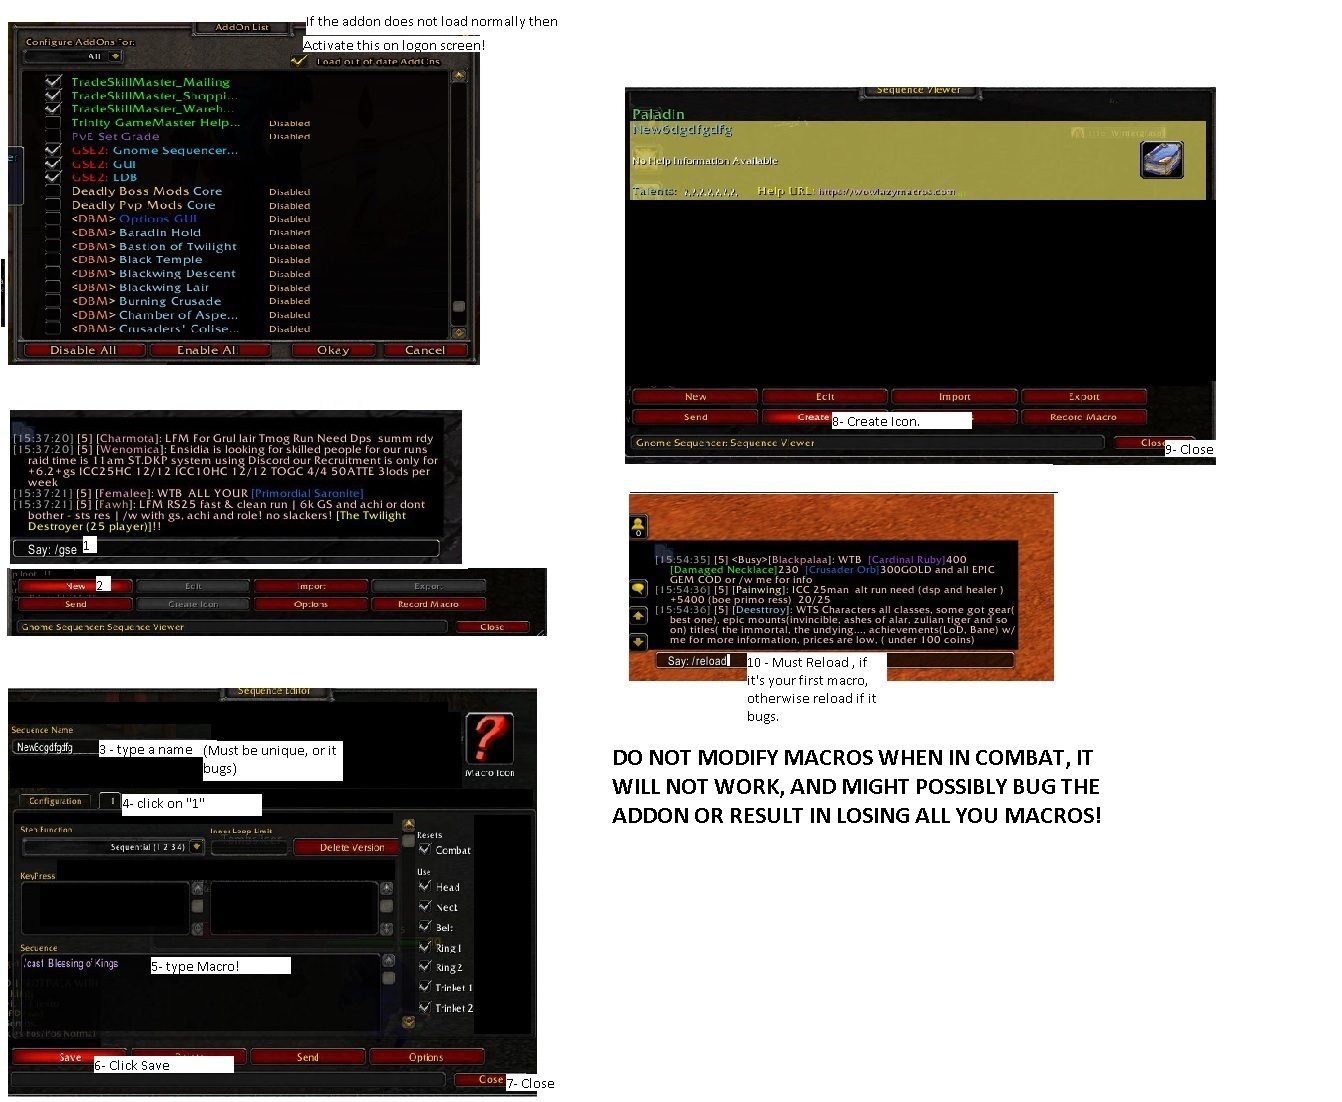 If the addon does not load normally then
Activate this on logon screen!
AddOn List
Configure AddOns for:
All
Load out of date AddOns
TradeSkillMaster_Mailing
TradeSkillMaster_Shoppi...
TradeSkillMaster_Wareh...
Trinity GameMaster Help... Disabled
PvE Set Grade Disabled
GSE2: Gnome Sequencer...
GSE2: GUI
GSE2: LDB
Deadly Boss Mods Core Disabled
Deadly Pvp Mods Core Disabled
<DBM> Options GUI Disabled
<DBM> Baradin Hold Disabled
<DBM> Bastion of Twilight Disabled
<DBM> Black Temple Disabled
<DBM> Blackwing Descent Disabled
<DBM> Blackwing Lair Disabled
<DBM> Burning Crusade Disabled
<DBM> Chamber of Aspe... Disabled
<DBM> Crusaders' Colise... Disabled
Disable All Enable All Okay Cancel
[15:37:20] [5] [Charmota]: LFM For Grul lair Tmog Run Need Dps summ rdy
[15:37:20] [5] [Wenomica]: Ensidia is looking for skilled people for our runs
raid time is 11am ST.DKP system using Discord our Recruitment is only for
+6.2+gs ICC25HC 12/12 ICC10HC 12/12 TOGC 4/4 50ATTE 3lods per
week
[15:37:21] [5] [Femalee]: WTB ALL YOUR [Primordial Saronite]
[15:37:21] [5] [Fawh]: LFM RS25 fast & clean run | 6k GS and achi or dont
bother - sts res | /w with gs, achi and role! no slackers! [The Twilight
Destroyer (25 player)]!!
Say: /gse 1
New 2 Edit Import Export
Send Create Icon Options Record Macro
Gnome Sequencer: Sequence Viewer Close
Sequence Editor
Sequence Name
New6dgdfgdfg 3 - type a name (Must be unique, or it
bugs)
Macro Icon
Configuration 1 4- click on "1"
Step Function Inner Loop Limit
Sequential (1 2 3 4) Delete Version
Resets
Combat
KeyPress
Use
Head
Neck
Belt
Ring 1
Ring 2
Trinket 1
Trinket 2
Sequence
/cast Blessing of Kings 5- type Macro!
Save Send Options
6- Click Save
Close 7- Close
Sequence Viewer
Paladin
New6dgdfgdfg
No Help Information Available
Talents: ?,?,?,?,?,?,? Help URL: https://wowlazymacros.com
New Edit Import Export
Send Create 8- Create Icon. Record Macro
Gnome Sequencer: Sequence Viewer Close
9- Close
0
[15:54:35] [5] <Busy>[Blackpalaa]: WTB [Cardinal Ruby]400
[Damaged Necklace]230 [Crusader Orb]300GOLD and all EPIC
GEM COD or /w me for info
[15:54:36] [5] [Painwing]: ICC 25man alt run need (dsp and healer )
+5400 (boe primo ress) 20/25
[15:54:36] [5] [Deesttroy]: WTS Characters all classes, some got gear(
best one), epic mounts(invincible, ashes of alar, zulian tiger and so
on) titles( the immortal, the undying..., achievements(LoD, Bane) w/
me for more information, prices are low, ( under 100 coins)
Say: /reload 10 - Must Reload , if
it's your first macro,
otherwise reload if it
bugs.
DO NOT MODIFY MACROS WHEN IN COMBAT, IT
WILL NOT WORK, AND MIGHT POSSIBLY BUG THE
ADDON OR RESULT IN LOSING ALL YOU MACROS!